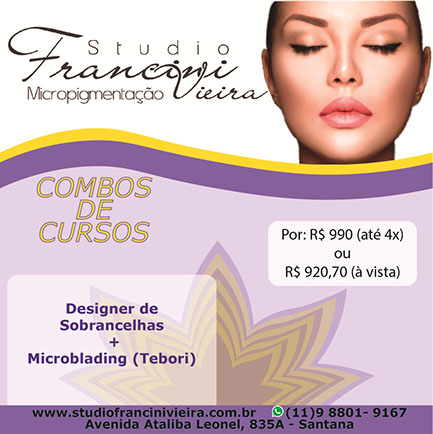 Studio
Francini
Micropigmentação Vieira
COMBOS
DE
CURSOS
Por: R$ 990 (até 4x)
ou
R$ 920,70 (à vista)
Designer de
Sobrancelhas
+
Microblading (Tebori)
www.studiofrancinivieira.com.br (11)9 8801- 9167
Avenida Ataliba Leonel, 835A - Santana